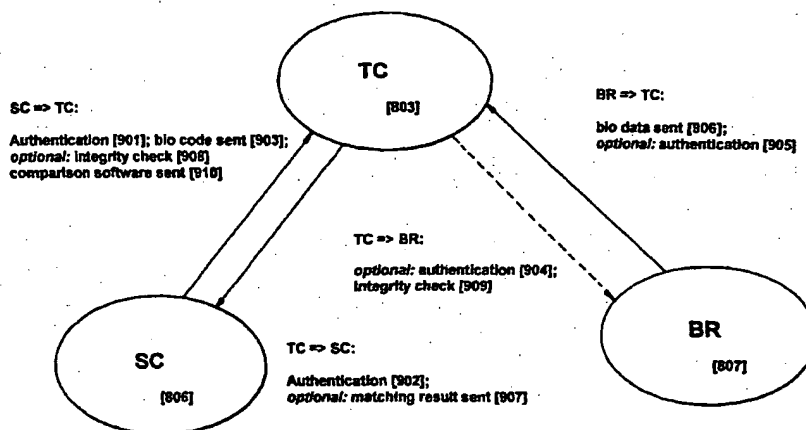 TC
[803]
SC => TC:
Authentication [901]; bio code sent [903];
optional: integrity check [908]
comparison software sent [910]
BR => TC:
bio data sent [806];
optional: authentication [905]
TC => BR:
optional: authentication [904];
integrity check [909]
SC
[806]
TC => SC:
Authentication [902];
optional: matching result sent [907]
BR
[807]